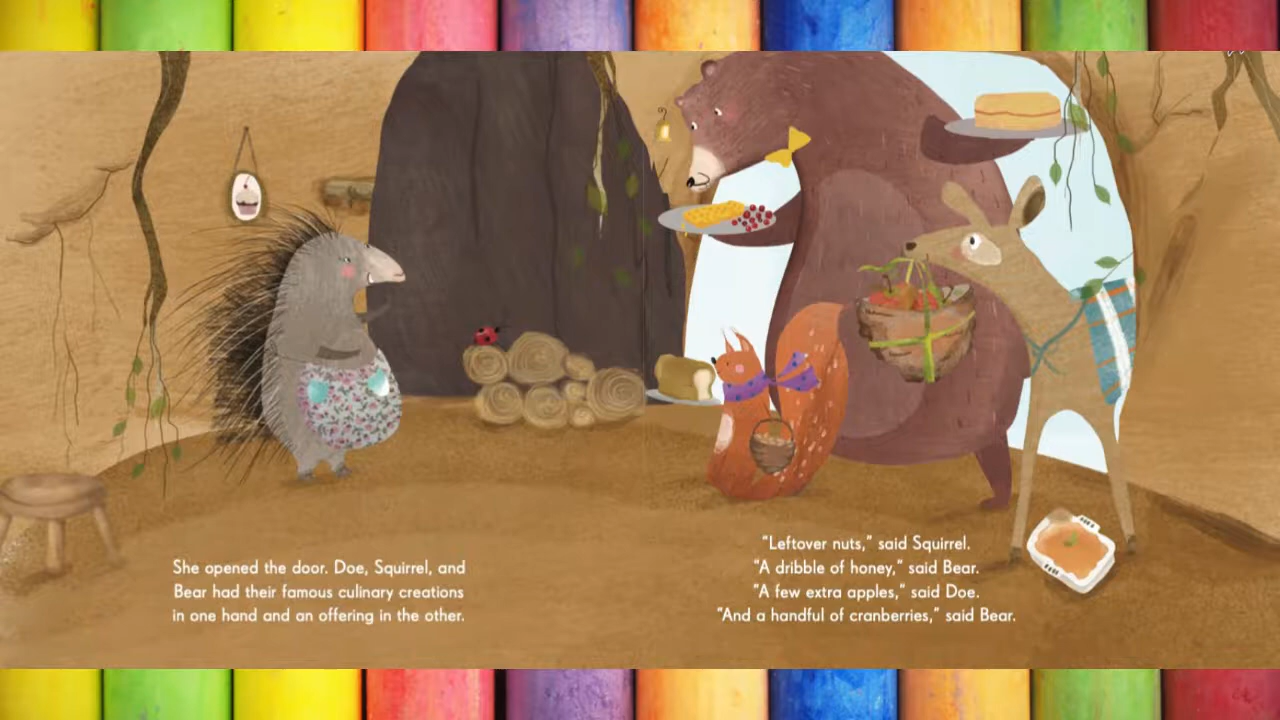 She opened the door. Doe, Squirrel, and
Bear had their famous culinary creations
in one hand and an offering in the other.
“Leftover nuts,” said Squirrel.
“A dribble of honey,” said Bear.
“A few extra apples,” said Doe.
“And a handful of cranberries,” said Bear.